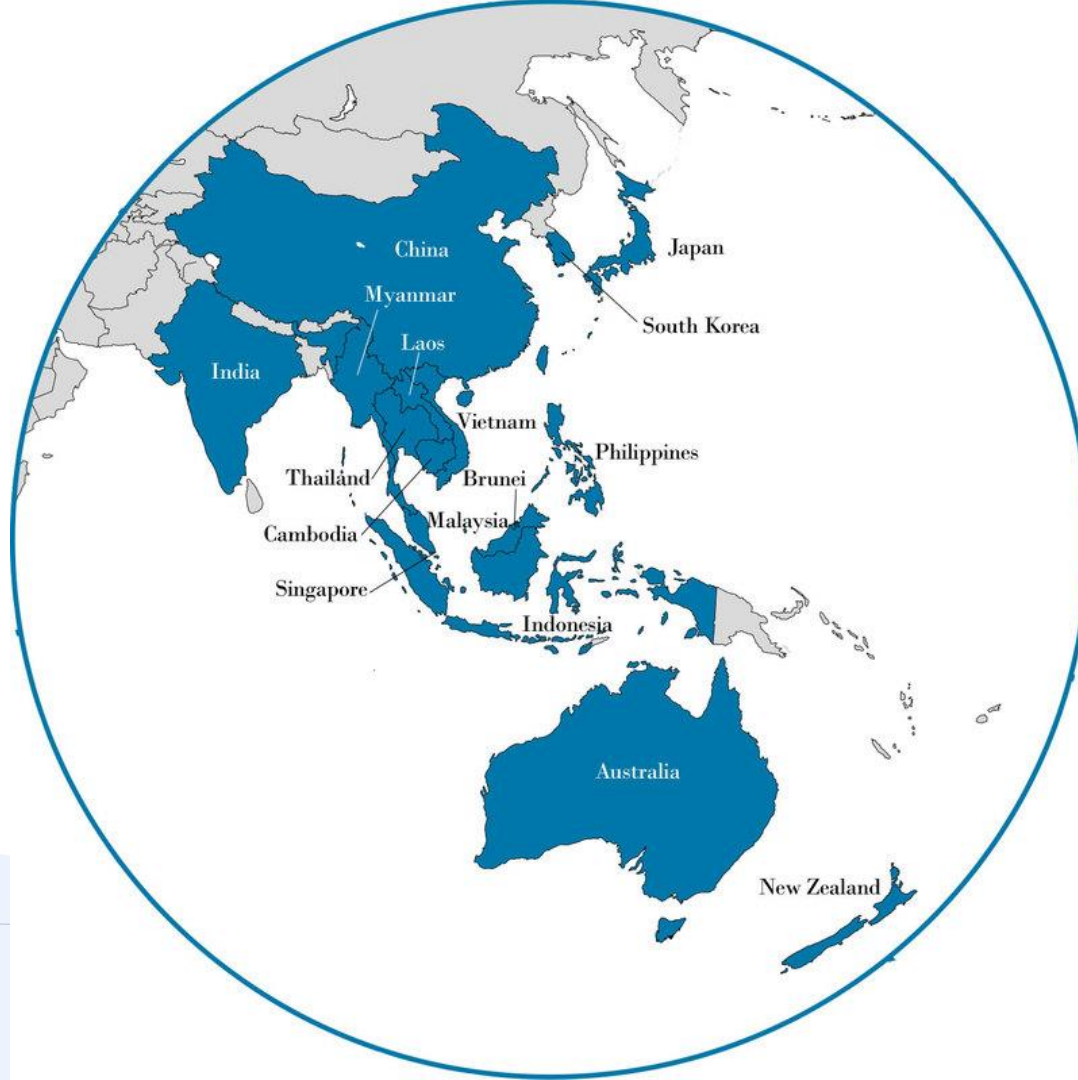 China
Japan
Myanmar
South Korea
Laos
India
Vietnam
Philippines
Thailand
Brunei
Malaysia
Cambodia
Singapore
Indonesia
Australia
New Zealand